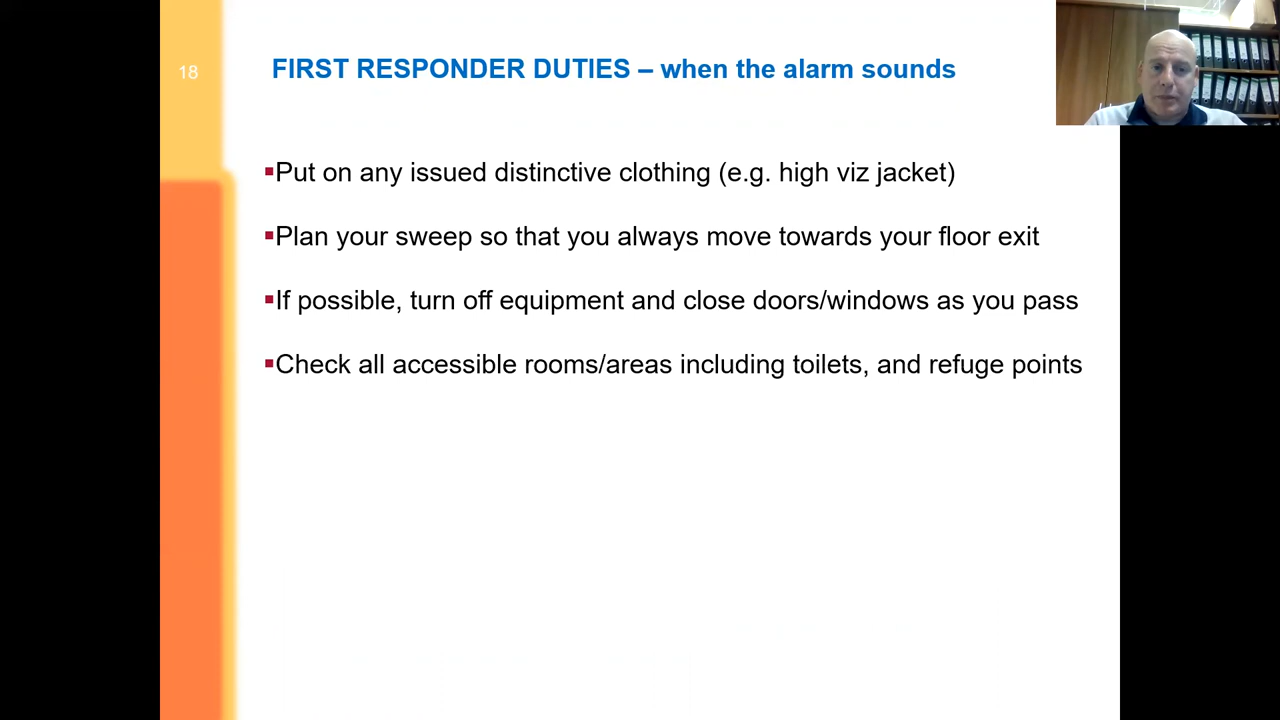 18
FIRST RESPONDER DUTIES – when the alarm sounds
▪Put on any issued distinctive clothing (e.g. high viz jacket)
▪Plan your sweep so that you always move towards your floor exit
▪If possible, turn off equipment and close doors/windows as you pass
▪Check all accessible rooms/areas including toilets, and refuge points